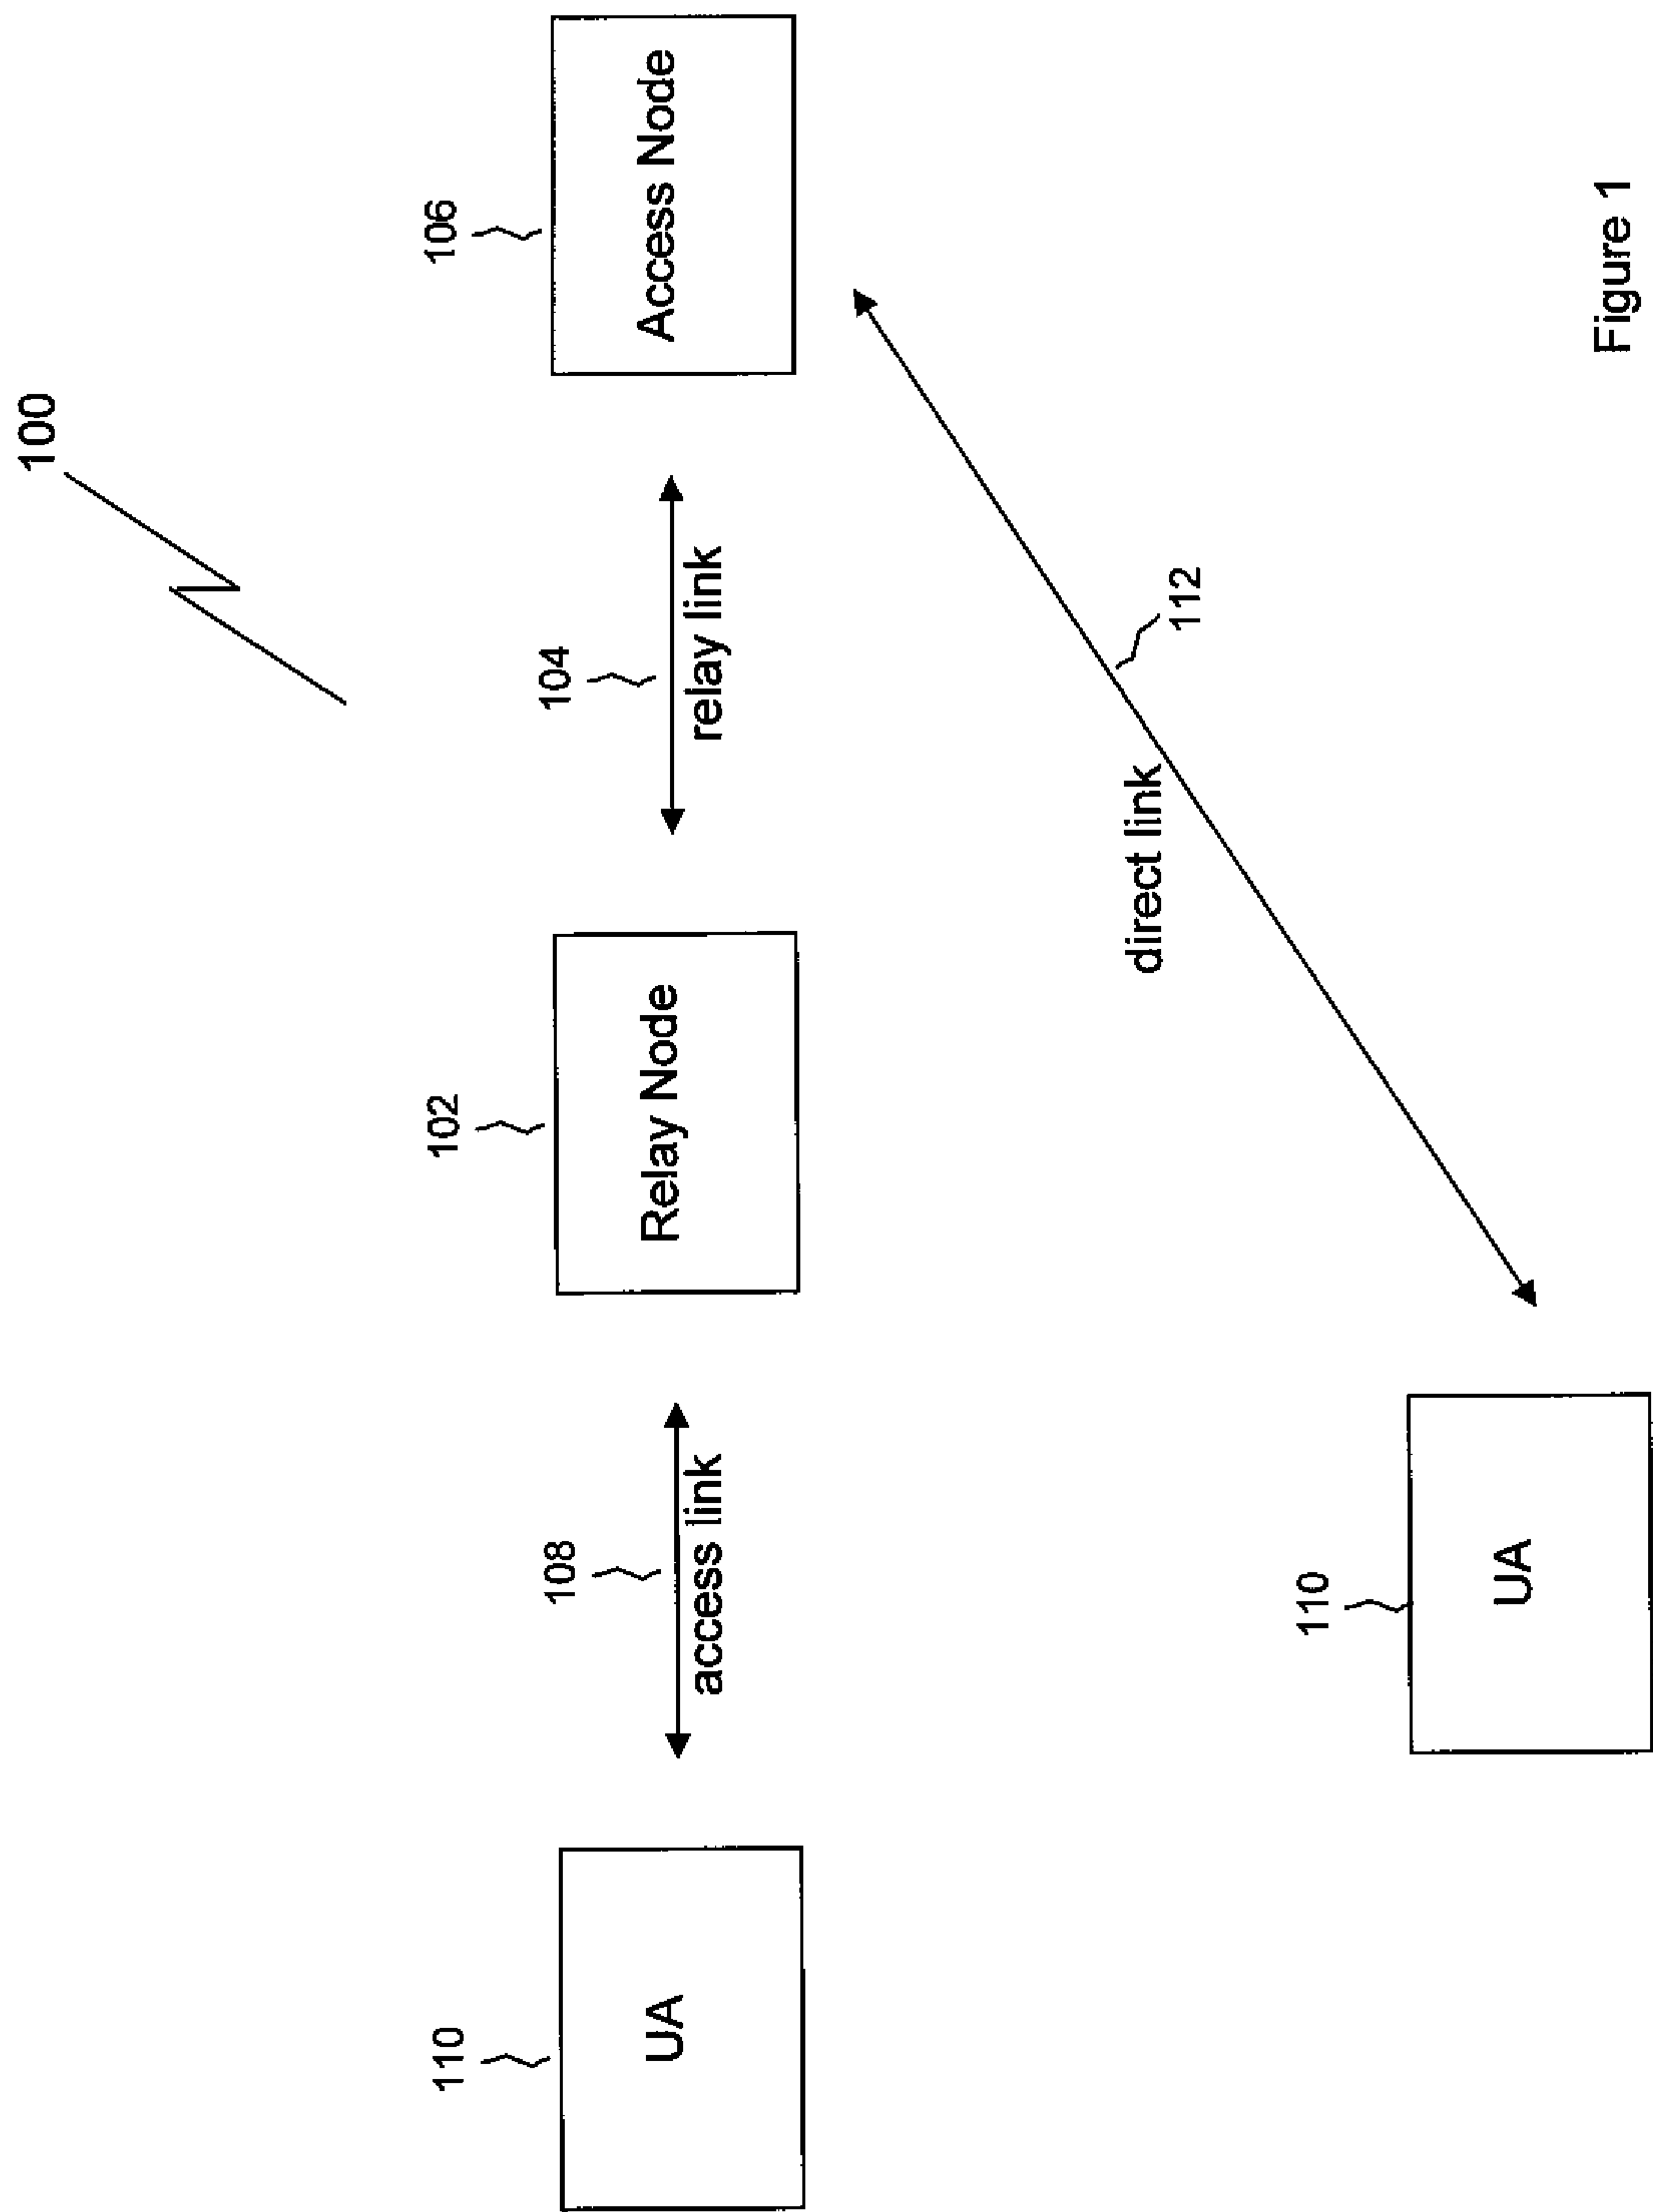 100
110
108
102
104
106
UA
access link
Relay Node
relay link
Access Node
direct link
112
110
UA
Figure 1